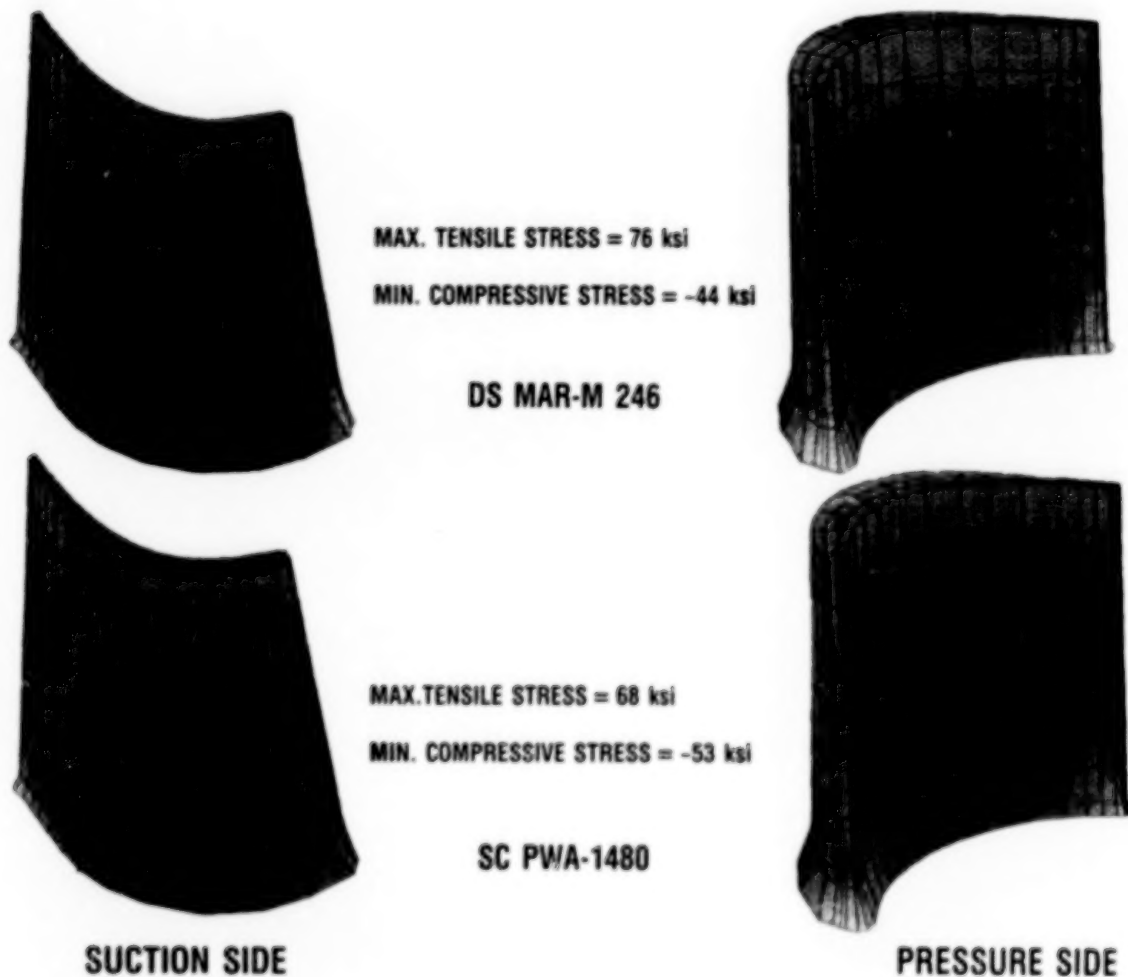 MAX. TENSILE STRESS = 76 ksi
MIN. COMPRESSIVE STRESS = -44 ksi
DS MAR-M 246
MAX.TENSILE STRESS = 68 ksi
MIN. COMPRESSIVE STRESS = -53 ksi
SC PWA-1480
SUCTION SIDE
PRESSURE SIDE